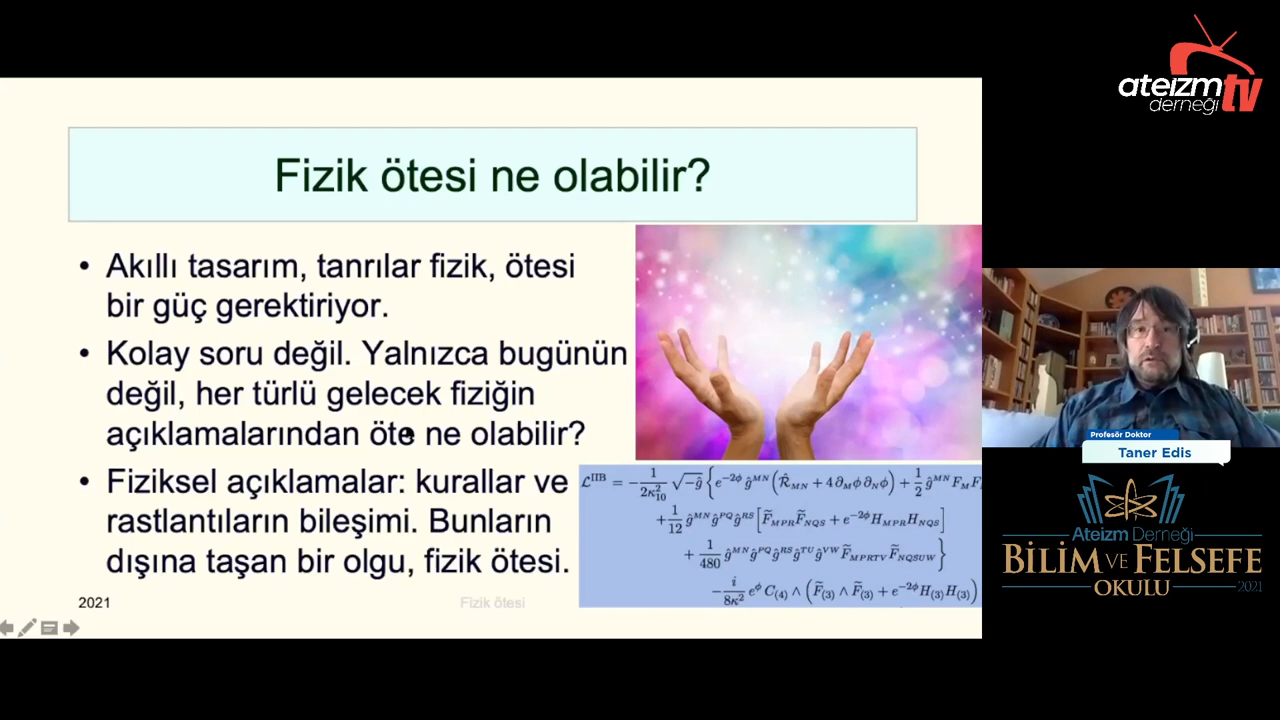 ateizm tv
derneği
Fizik ötesi ne olabilir?
• Akıllı tasarım, tanrılar fizik, ötesi
bir güç gerektiriyor.
• Kolay soru değil. Yalnızca bugünün
değil, her türlü gelecek fiziğin
açıklamalarından öte ne olabilir?
• Fiziksel açıklamalar: kurallar ve
rastlantıların bileşimi. Bunların
dışına taşan bir olgu, fizik ötesi.
2021
Fizik ötesi
Profesör Doktor
Taner Edis
Ateizm Derneği
BİLİM VE FELSEFE
OKULU
2021